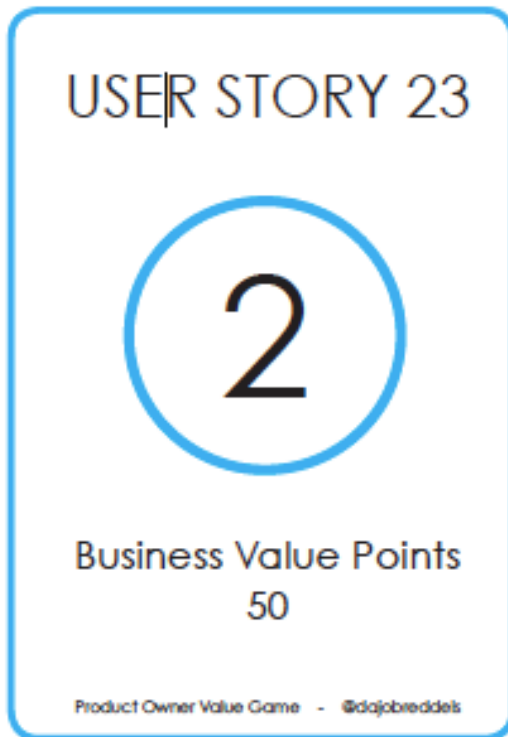 USER STORY 23
2
Business Value Points
50
Product Owner Value Game - @dajobreddels